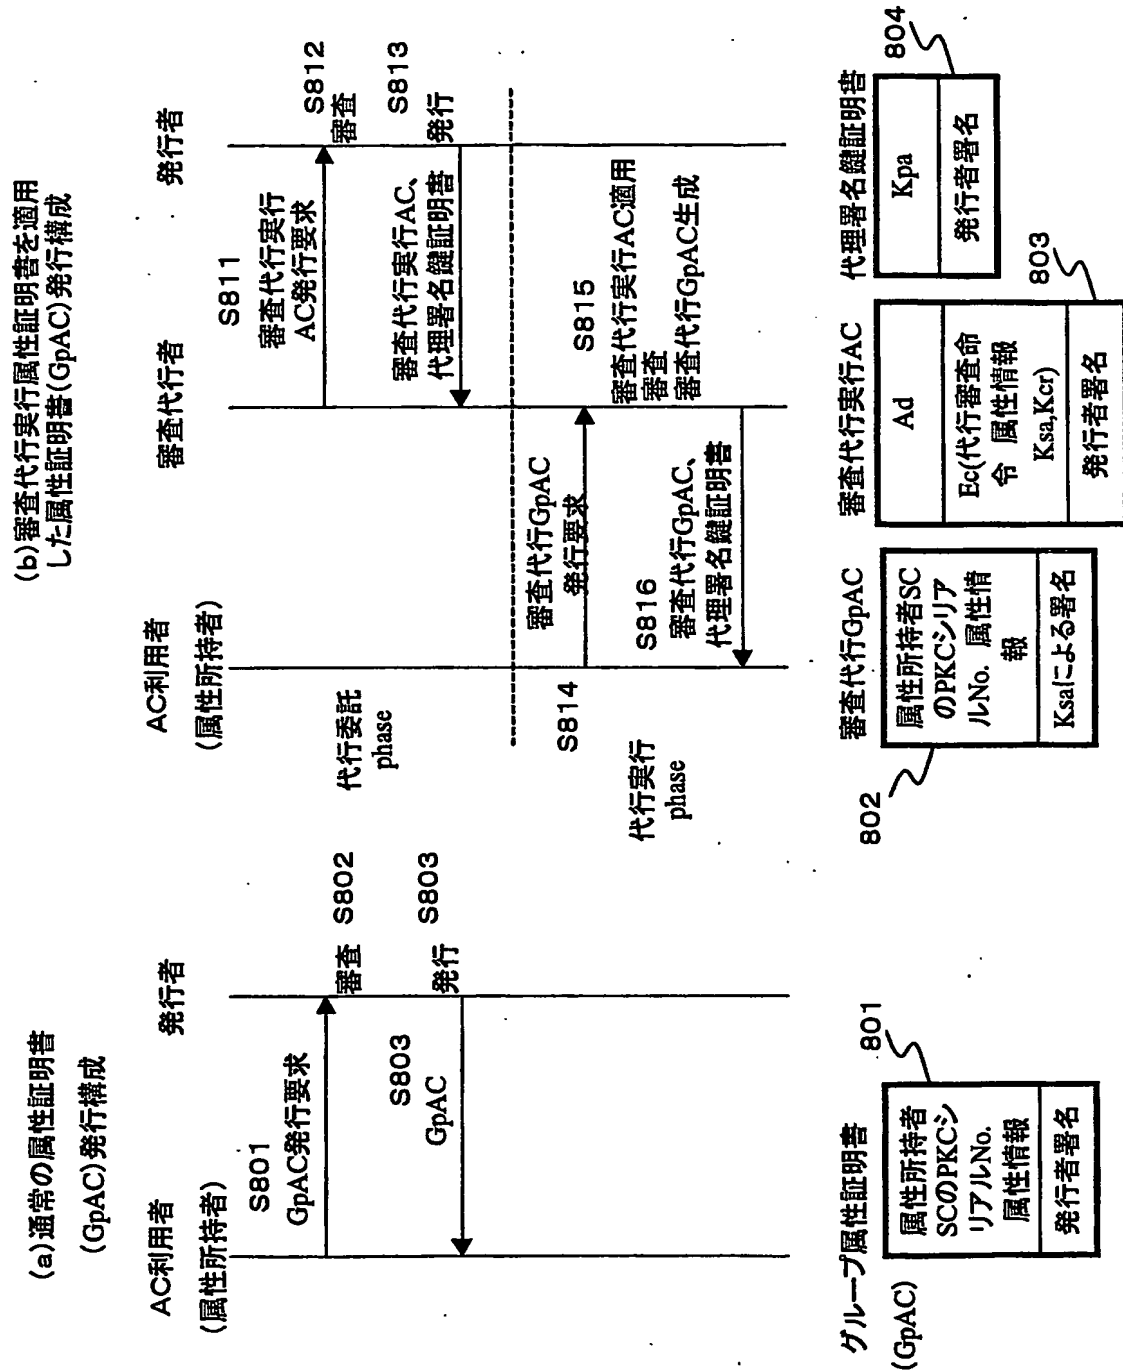 (a)通常の属性証明書
(GpAC)発行構成
AC利用者
(属性所持者)
発行者
S801
GpAC発行要求
審査 S802
発行 S803
S803
GpAC
グループ属性証明書
(GpAC)
801
属性所持者
SCのPKCシ
リアルNo.
属性情報
発行者署名
(b)審査代行実行属性証明書を適用
した属性証明書(GpAC)発行構成
AC利用者
(属性所持者)
審査代行者
発行者
代行委託
phase
S811
審査代行実行
AC発行要求
S812
審査
S813
発行
審査代行実行AC、
代理署名鍵証明書
代行実行
phase
S814
審査代行GpAC
発行要求
S815
審査代行実行AC適用
審査
審査代行GpAC生成
S816
審査代行GpAC、
代理署名鍵証明書
審査代行GpAC
802
属性所持者SC
のPKCシリア
ルNo. 属性情
報
Ksaによる署名
審査代行実行AC
803
Ad
Ec(代行審査命
令 属性情報
Ksa,Kcr)
発行者署名
代理署名鍵証明書
804
Kpa
発行者署名